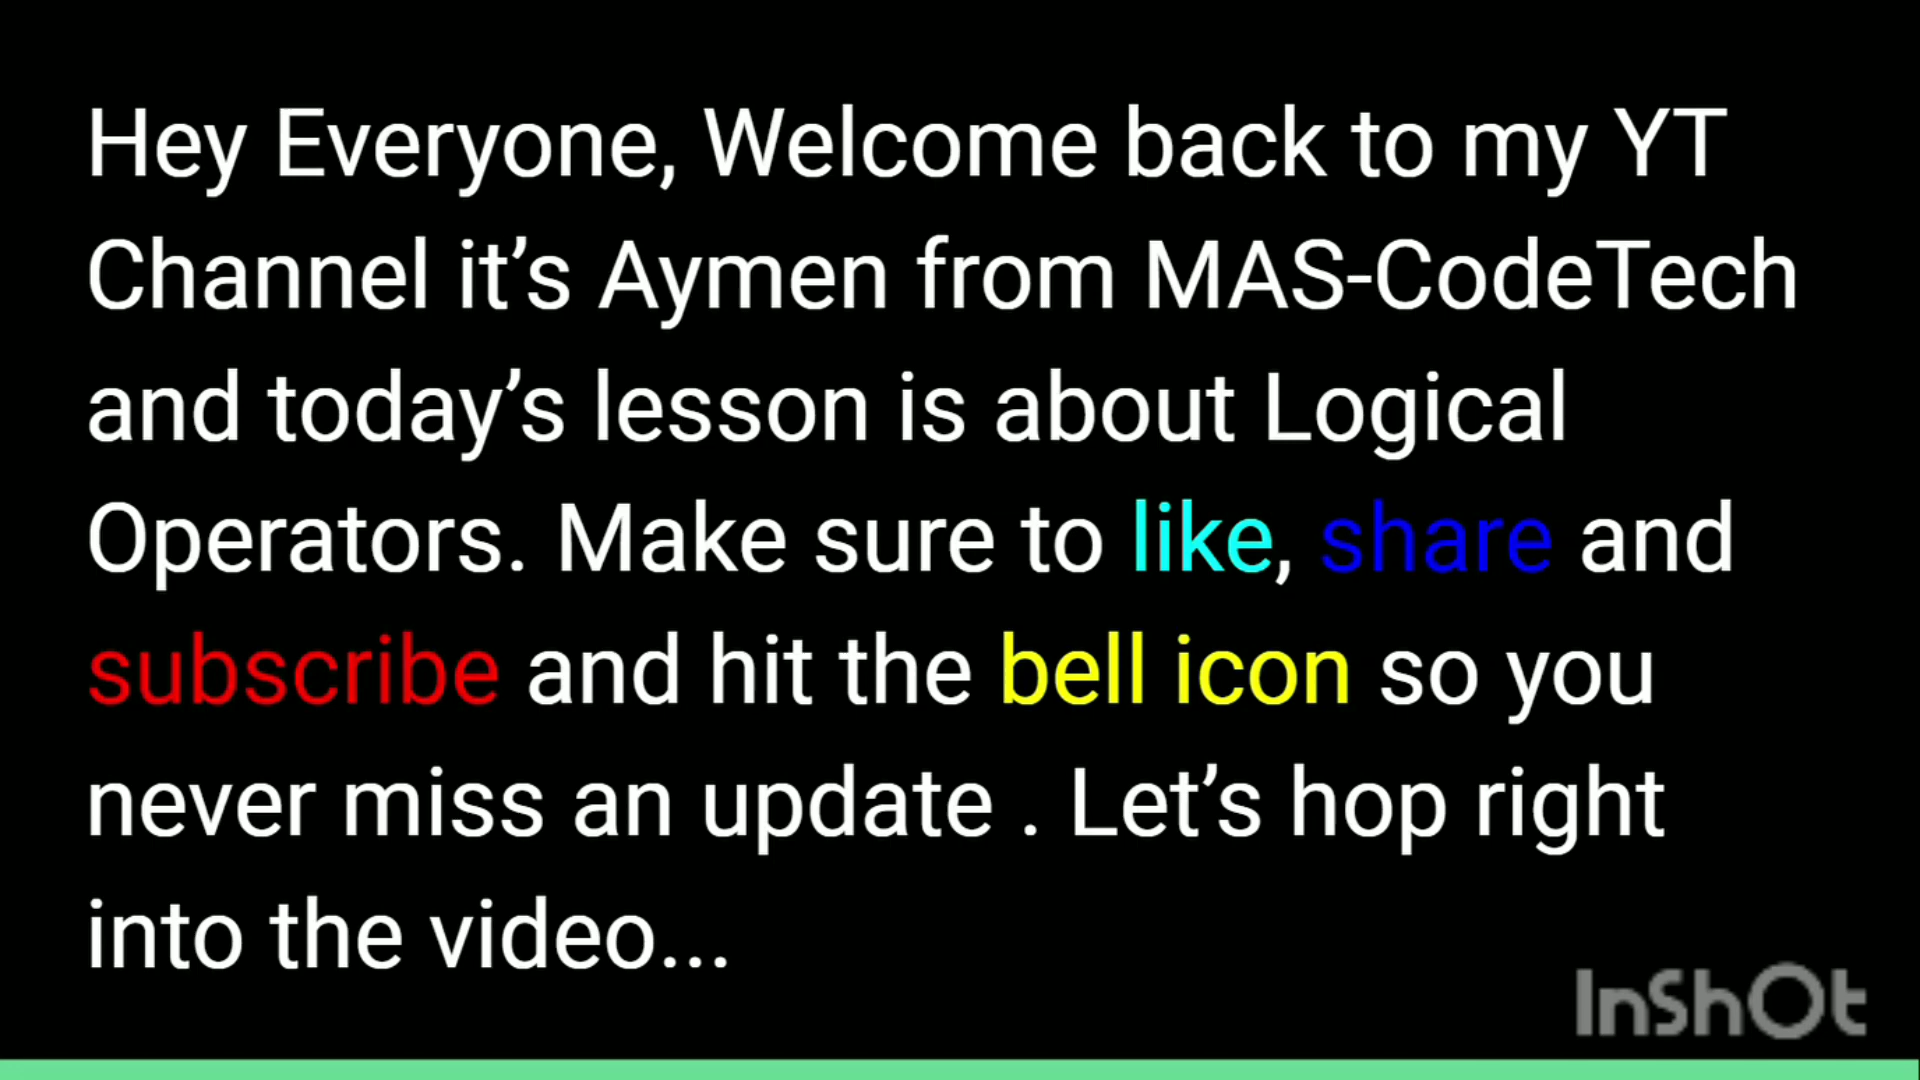 Hey Everyone, Welcome back to my YT
Channel it’s Aymen from MAS-CodeTech
and today’s lesson is about Logical
Operators. Make sure to like, share and
subscribe and hit the bell icon so you
never miss an update . Let’s hop right
into the video...
InShOt